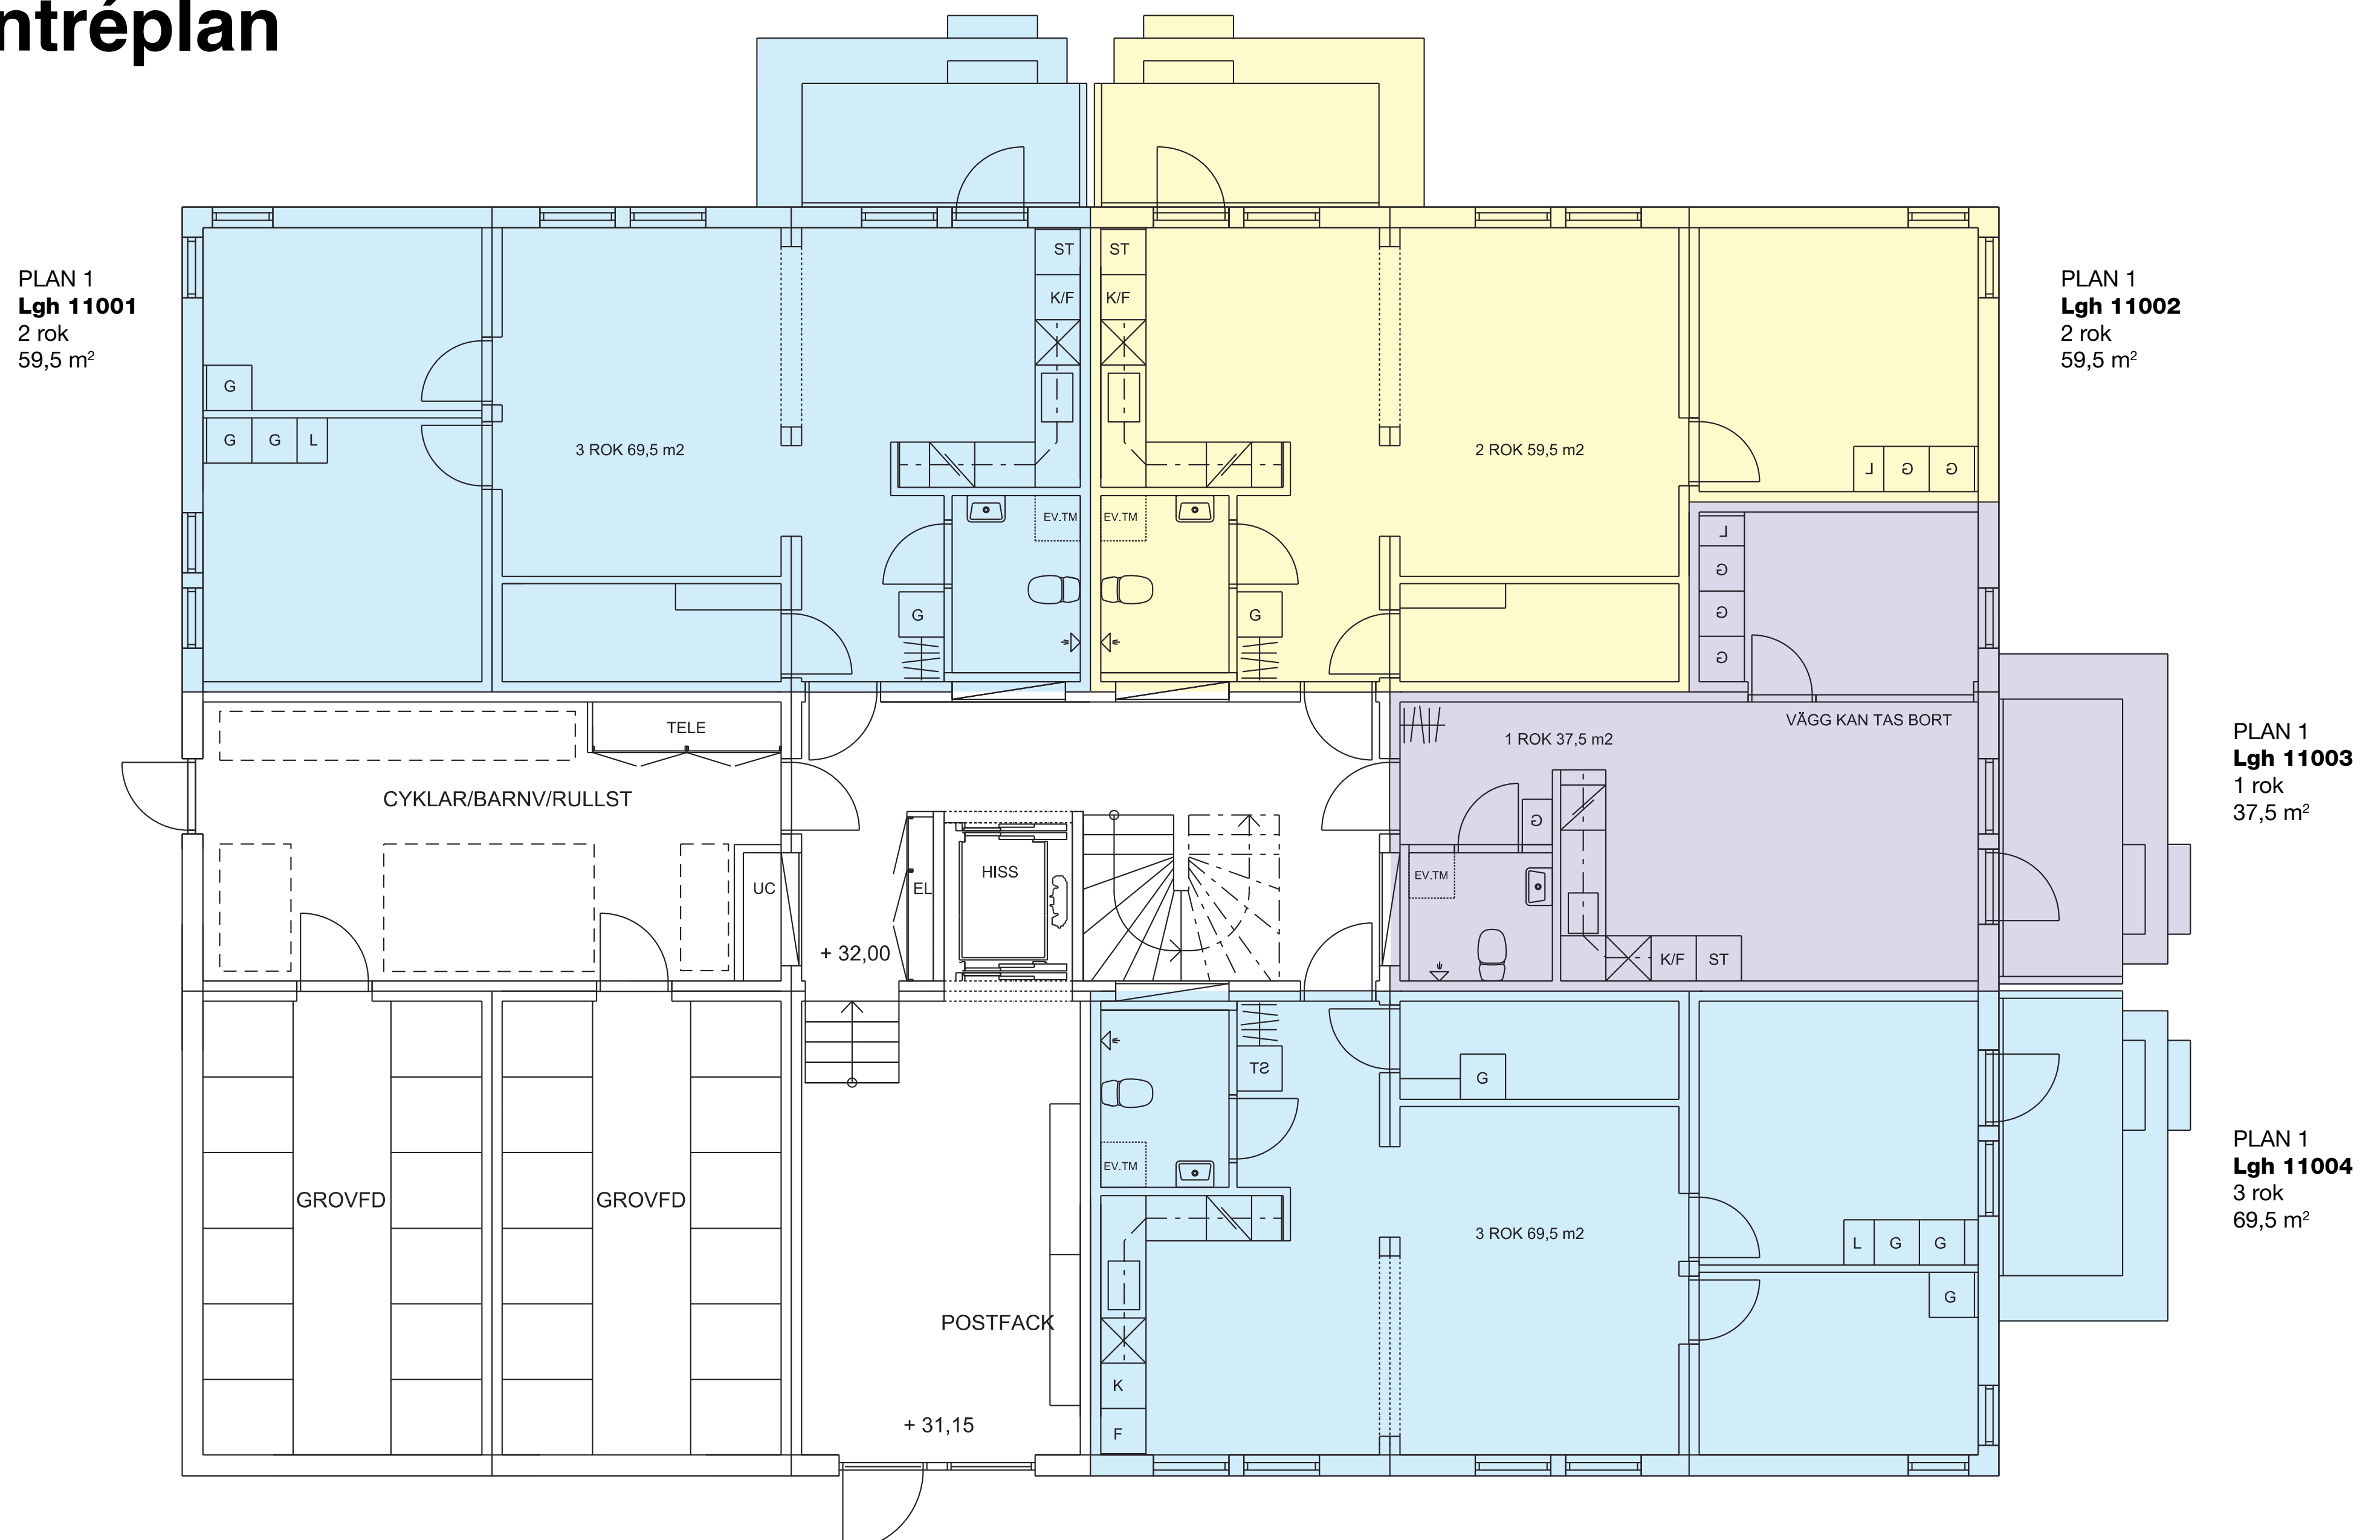 ntréplan
PLAN 1
Lgh 11001
2 rok
59,5 m²
PLAN 1
Lgh 11002
2 rok
59,5 m²
PLAN 1
Lgh 11003
1 rok
37,5 m²
PLAN 1
Lgh 11004
3 rok
69,5 m²
ST
ST
K/F
K/F
G
G G L
3 ROK 69,5 m2
2 ROK 59,5 m2
L G G
EV.TM
EV.TM
L
G
G
G
G
G
TELE
VÄGG KAN TAS BORT
1 ROK 37,5 m2
CYKLAR/BARNV/RULLST
G
UC
EL
HISS
EV.TM
+ 32,00
K/F
ST
ST
G
EV.TM
GROVFD
GROVFD
3 ROK 69,5 m2
L G G
G
POSTFACK
K
F
+ 31,15